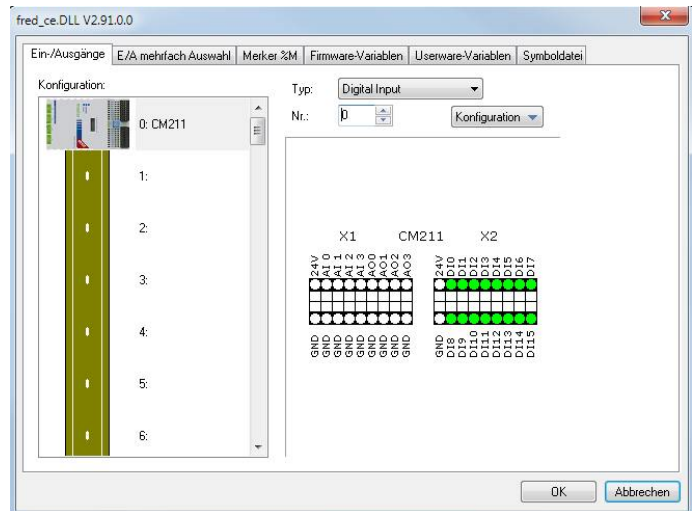 fred_ce.DLL V2.91.0.0
Ein-/Ausgänge E/A mehrfach Auswahl Merker %M Firmware-Variablen Userware-Variablen Symboldatei
Konfiguration:
Typ: Digital Input
Nr.: 0 Konfiguration
0: CM211
1:
2:
3:
4:
5:
6:
X1 CM211 X2
24V AI 0 AI 1 AI 2 AI 3 AO0 AO1 AO2 AO3 24V DI0 DI1 DI2 DI3 DI4 DI5 DI6 DI7
GND GND GND GND GND GND GND GND GND GND DI8 DI9 DI10 DI11 DI12 DI13 DI14 DI15
OK Abbrechen